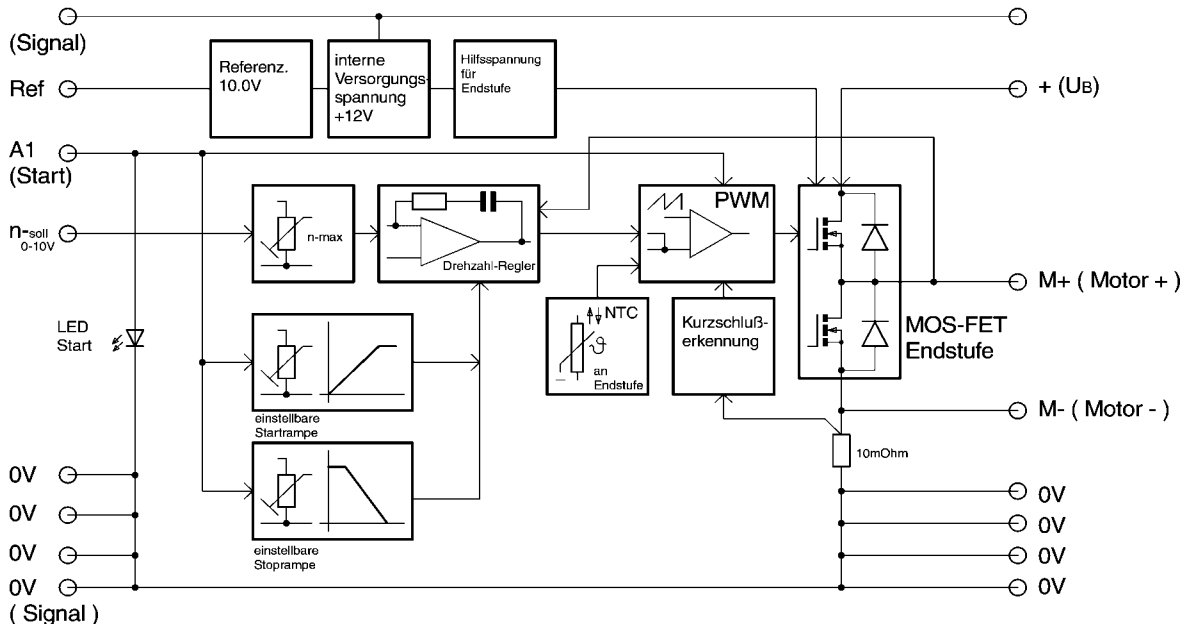 (Signal)
Ref
Referenz.
10.0V
interne
Versorgungs-
spannung
+12V
Hilfsspannung
für
Endstufe
+ (UB)
A1
(Start)
n-soll
0-10V
n-max
Drehzahl-Regler
PWM
M+ ( Motor + )
LED
Start
NTC
ϑ
an
Endstufe
Kurzschluß-
erkennung
MOS-FET
Endstufe
einstellbare
Startrampe
M- ( Motor - )
10mOhm
einstellbare
Stoprampe
0V
0V
0V
0V
( Signal )
0V
0V
0V
0V